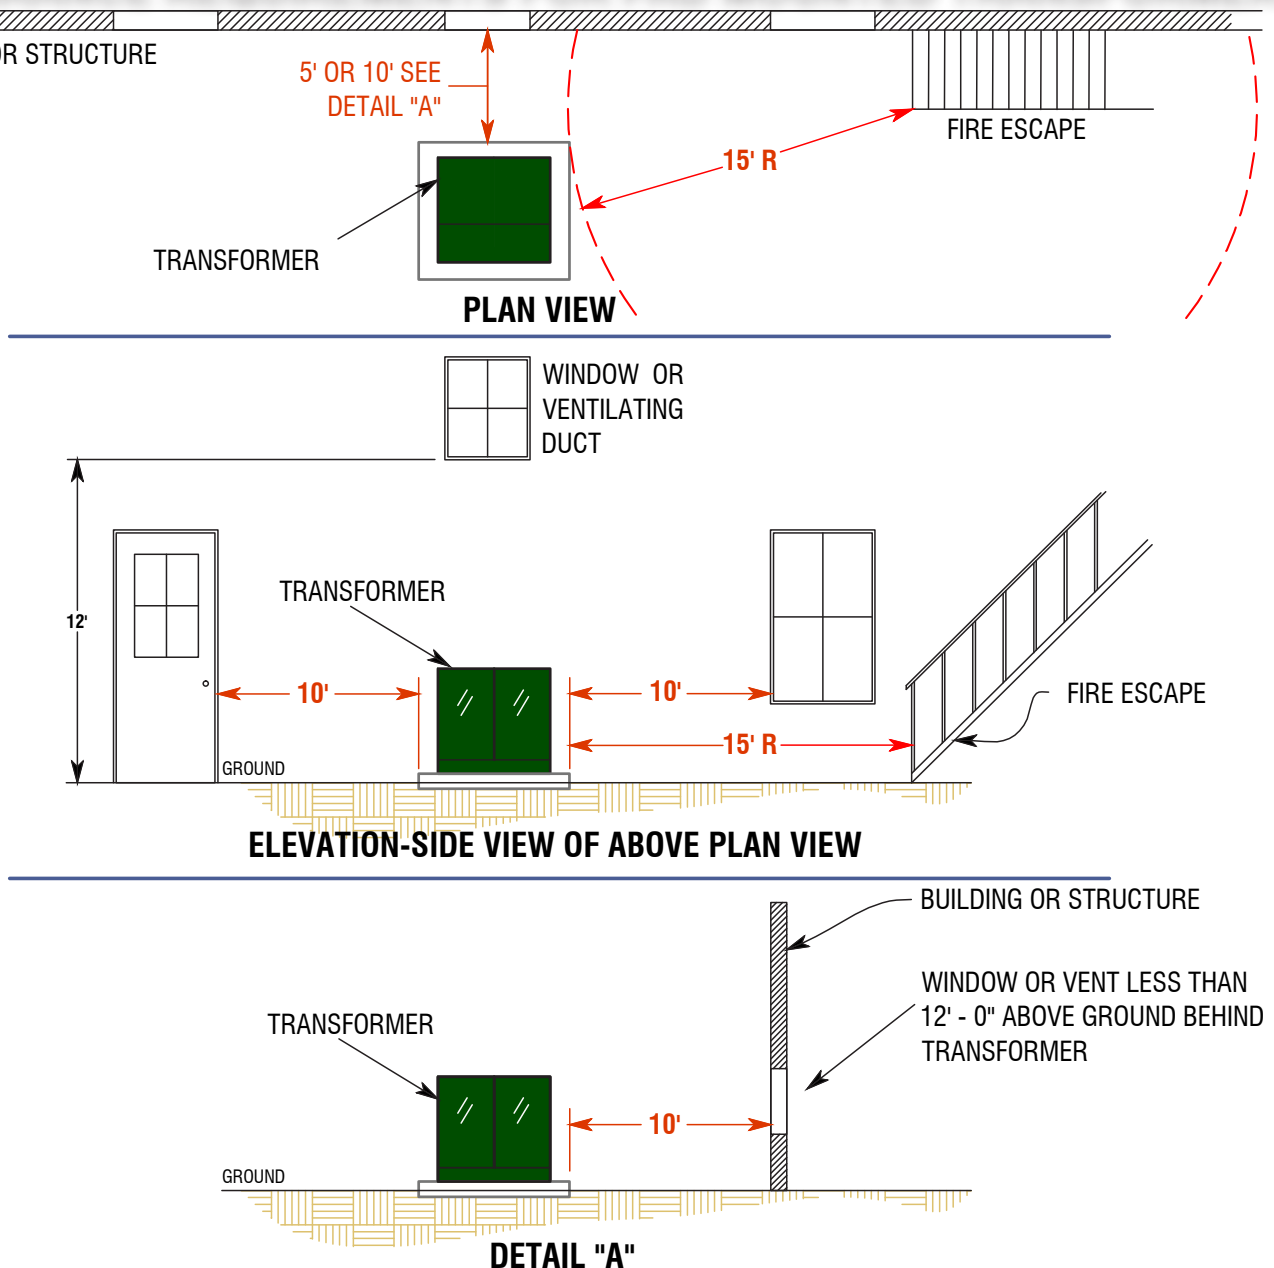 OR STRUCTURE
5' OR 10' SEE
DETAIL "A"
FIRE ESCAPE
15' R
TRANSFORMER
PLAN VIEW
WINDOW OR
VENTILATING
DUCT
12'
TRANSFORMER
10'
10'
FIRE ESCAPE
15' R
GROUND
ELEVATION-SIDE VIEW OF ABOVE PLAN VIEW
BUILDING OR STRUCTURE
WINDOW OR VENT LESS THAN
12' - 0" ABOVE GROUND BEHIND
TRANSFORMER
TRANSFORMER
10'
GROUND
DETAIL "A"